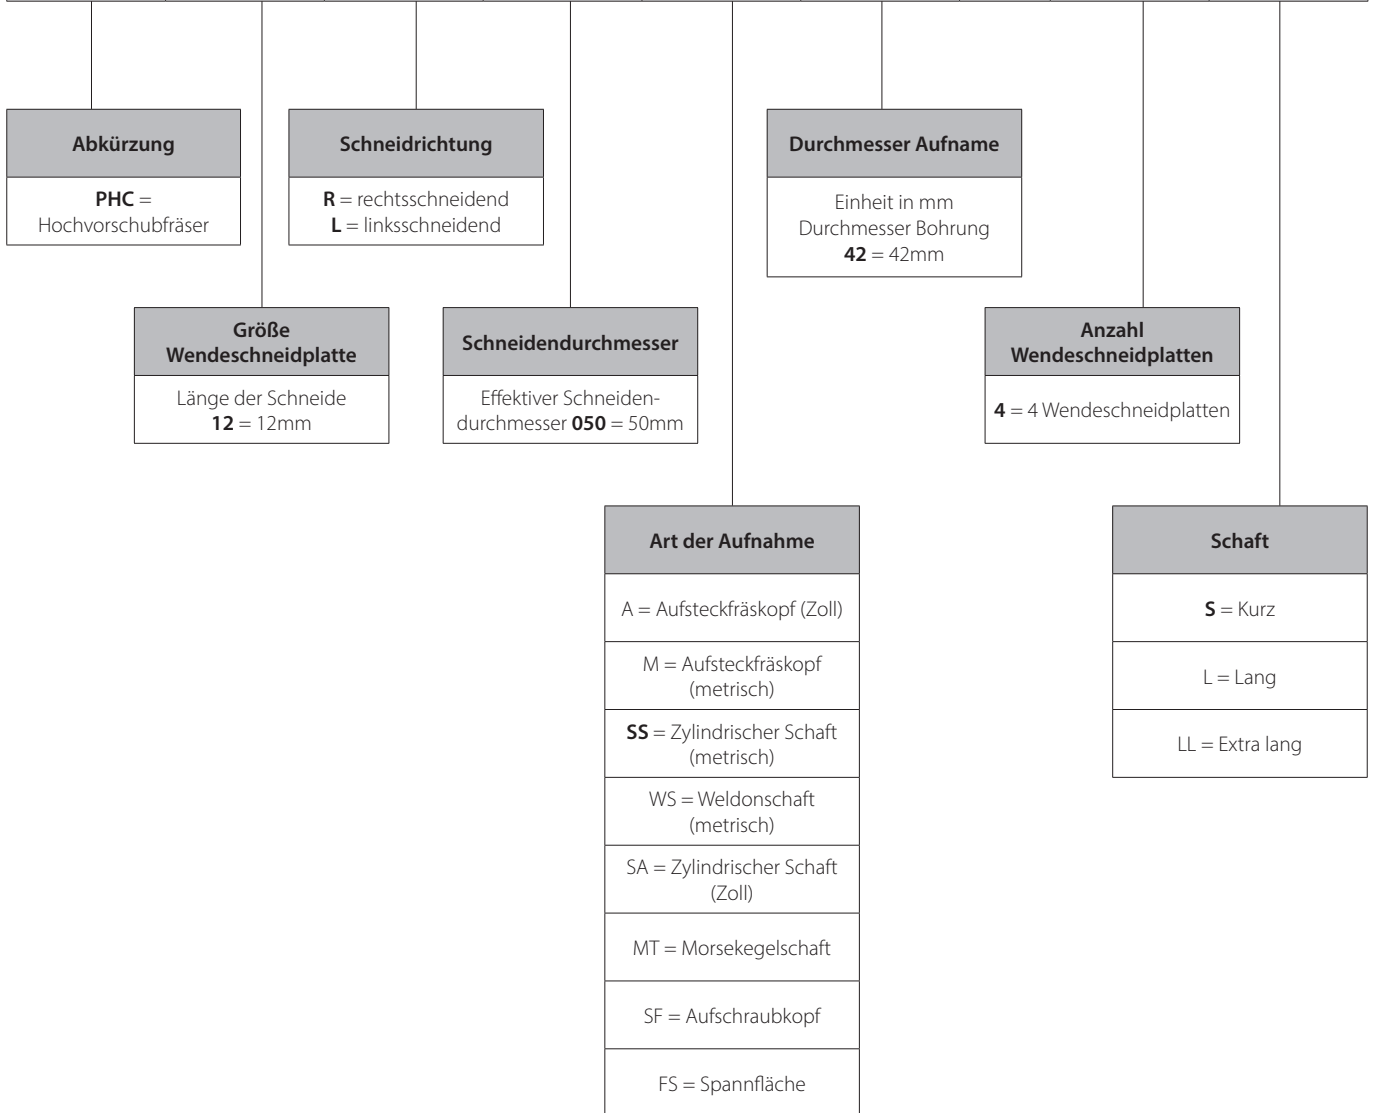 Abkürzung
PHC =
Hochvorschubfräser
Schneidrichtung
R = rechtsschneidend
L = linksschneidend
Durchmesser Aufname
Einheit in mm
Durchmesser Bohrung
42 = 42mm
Größe
Wendeschneidplatte
Länge der Schneide
12 = 12mm
Schneidendurchmesser
Effektiver Schneiden-
durchmesser 050 = 50mm
Anzahl
Wendeschneidplatten
4 = 4 Wendeschneidplatten
Art der Aufnahme
A = Aufsteckfräskopf (Zoll)
M = Aufsteckfräskopf
(metrisch)
SS = Zylindrischer Schaft
(metrisch)
WS = Weldonschaft
(metrisch)
SA = Zylindrischer Schaft
(Zoll)
MT = Morsekegelschaft
SF = Aufschraubkopf
FS = Spannfläche
Schaft
S = Kurz
L = Lang
LL = Extra lang